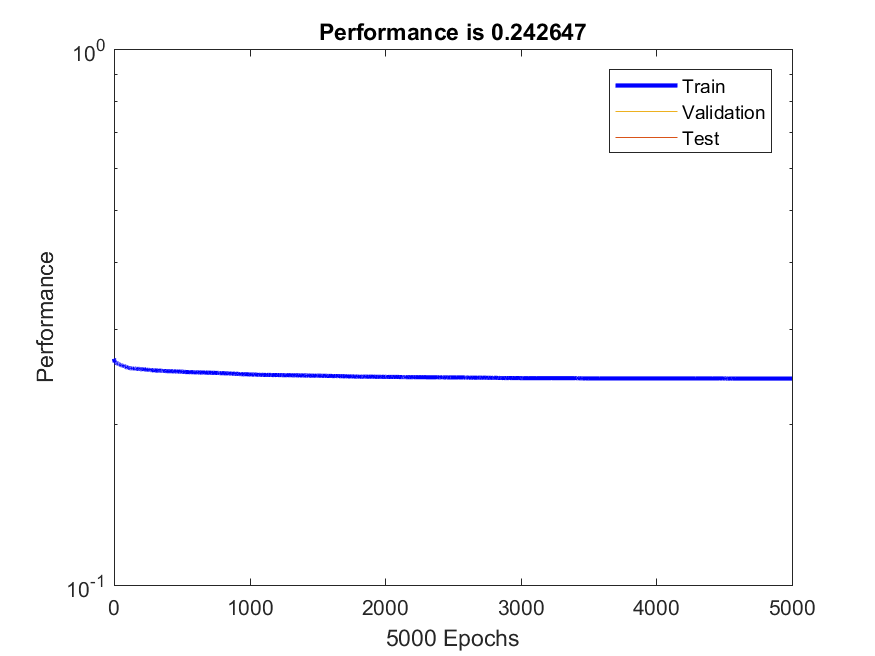 Performance is 0.242647
10^0
Train
Validation
Test
Performance
10^-1
0 1000 2000 3000 4000 5000
5000 Epochs